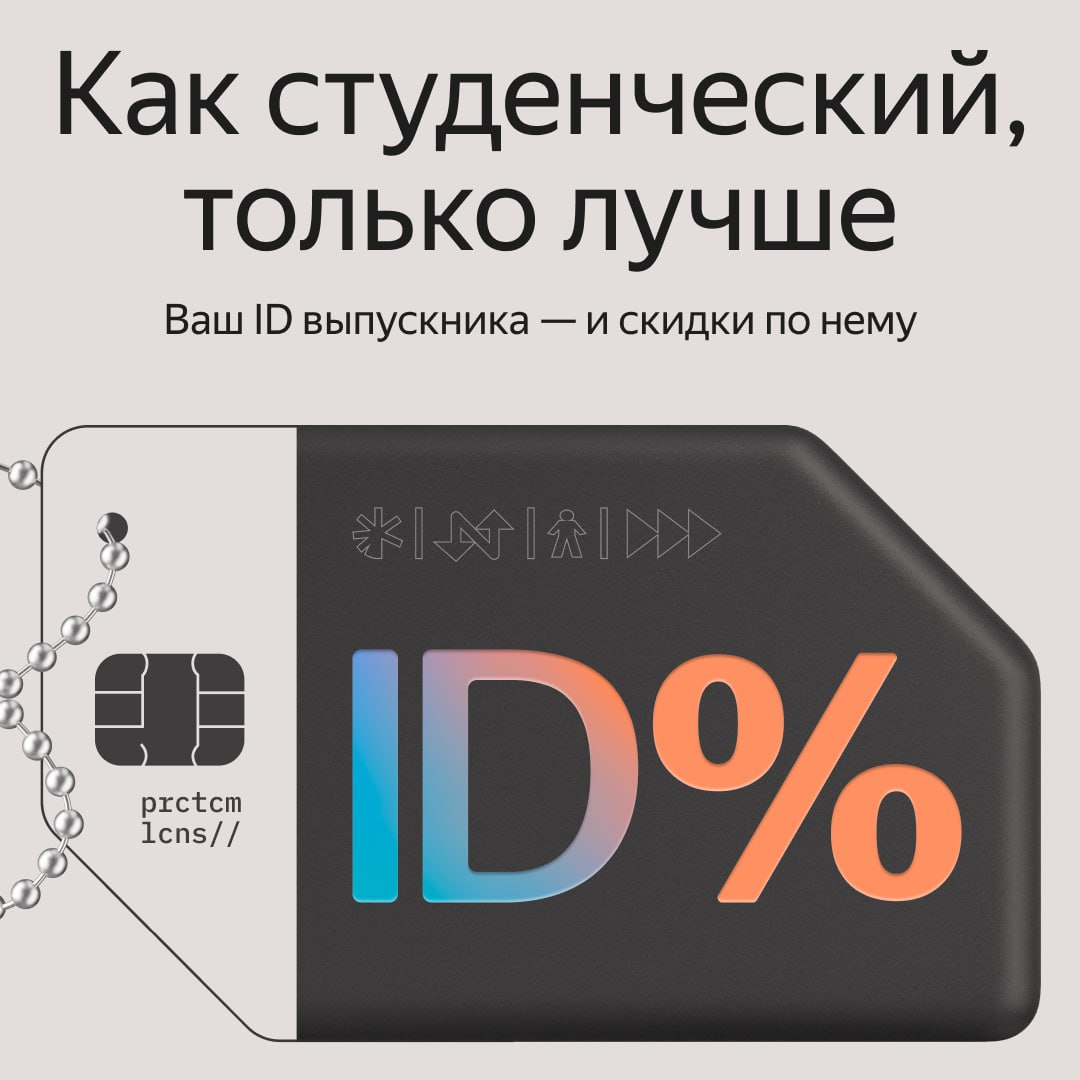 Как студенческий,
только лучше
Ваш ID выпускника — и скидки по нему
prctcm
lcns//
ID%